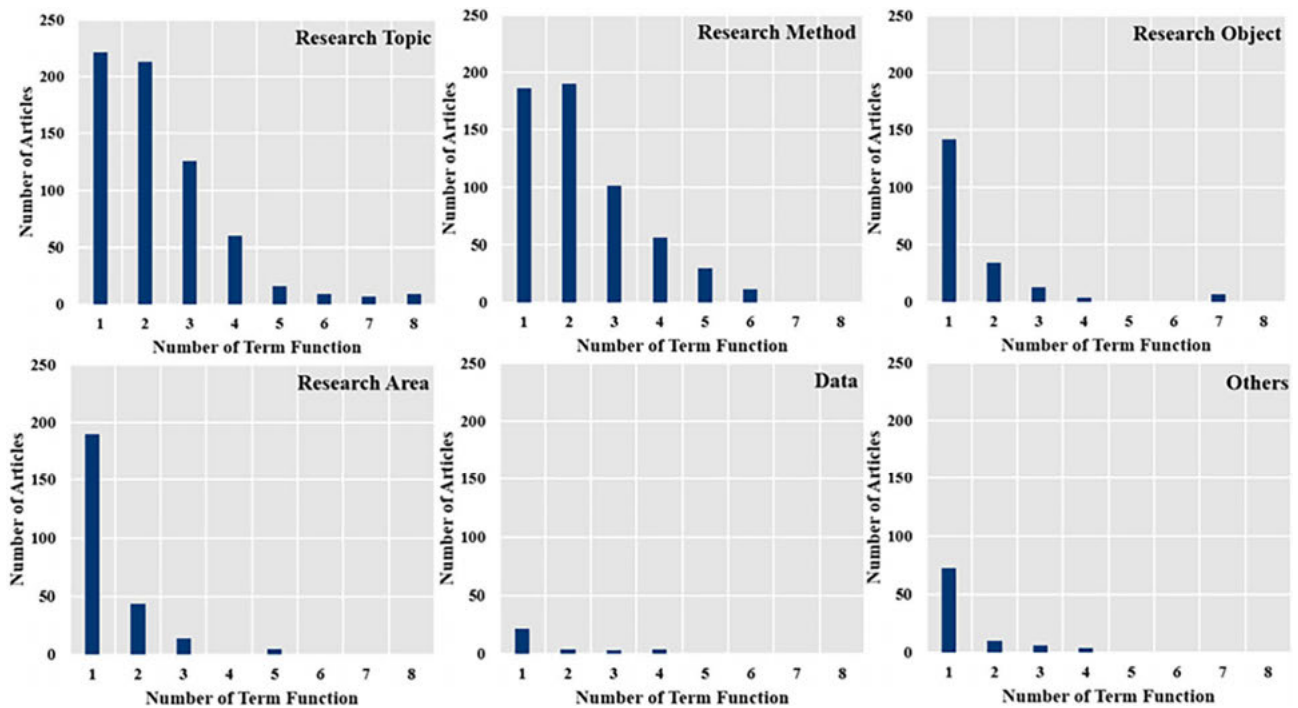 Research Topic
Number of Articles
250
200
150
100
50
0
1 2 3 4 5 6 7 8
Number of Term Function
Research Method
Number of Articles
250
200
150
100
50
0
1 2 3 4 5 6 7 8
Number of Term Function
Research Object
Number of Articles
250
200
150
100
50
0
1 2 3 4 5 6 7 8
Number of Term Function
Research Area
Number of Articles
250
200
150
100
50
0
1 2 3 4 5 6 7 8
Number of Term Function
Data
Number of Articles
250
200
150
100
50
0
1 2 3 4 5 6 7 8
Number of Term Function
Others
Number of Articles
250
200
150
100
50
0
1 2 3 4 5 6 7 8
Number of Term Function